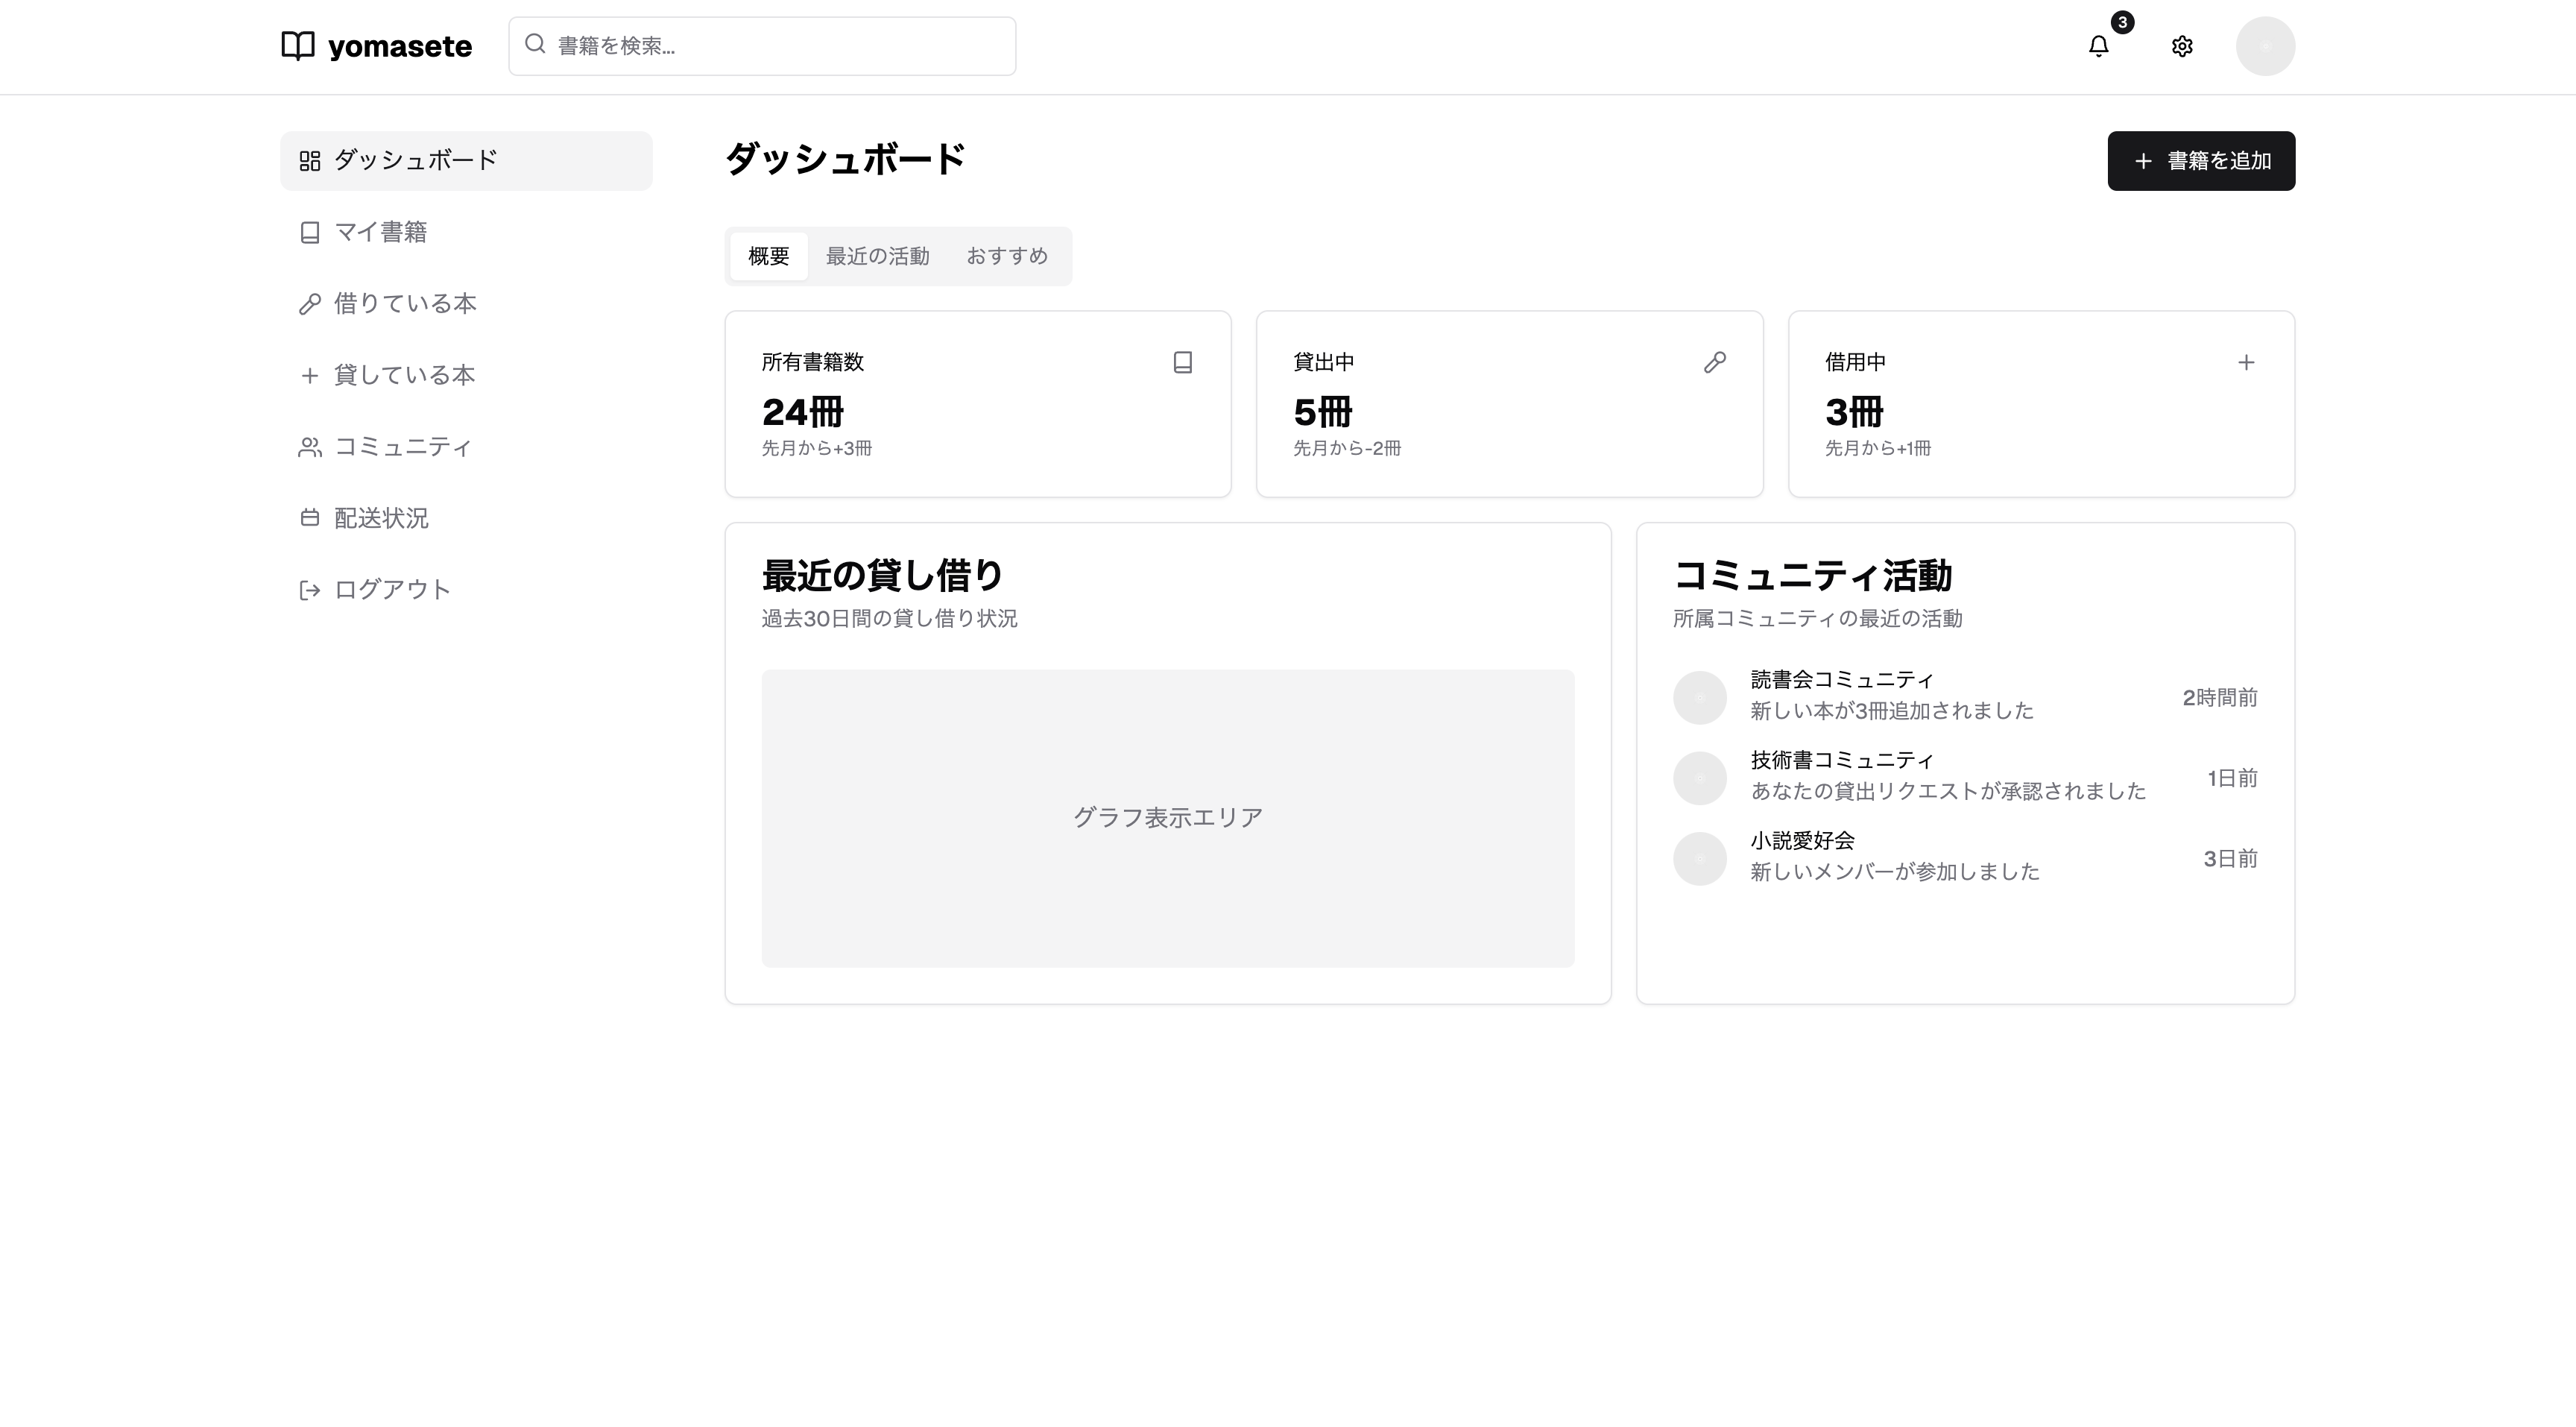 yomasete
書籍を検索...
3
ダッシュボード
マイ書籍
借りている本
貸している本
コミュニティ
配送状況
ログアウト
ダッシュボード
書籍を追加
概要
最近の活動
おすすめ
所有書籍数
24冊
先月から+3冊
貸出中
5冊
先月から-2冊
借用中
3冊
先月から+1冊
最近の貸し借り
過去30日間の貸し借り状況
グラフ表示エリア
コミュニティ活動
所属コミュニティの最近の活動
読書会コミュニティ
新しい本が3冊追加されました
2時間前
技術書コミュニティ
あなたの貸出リクエストが承認されました
1日前
小説愛好会
新しいメンバーが参加しました
3日前